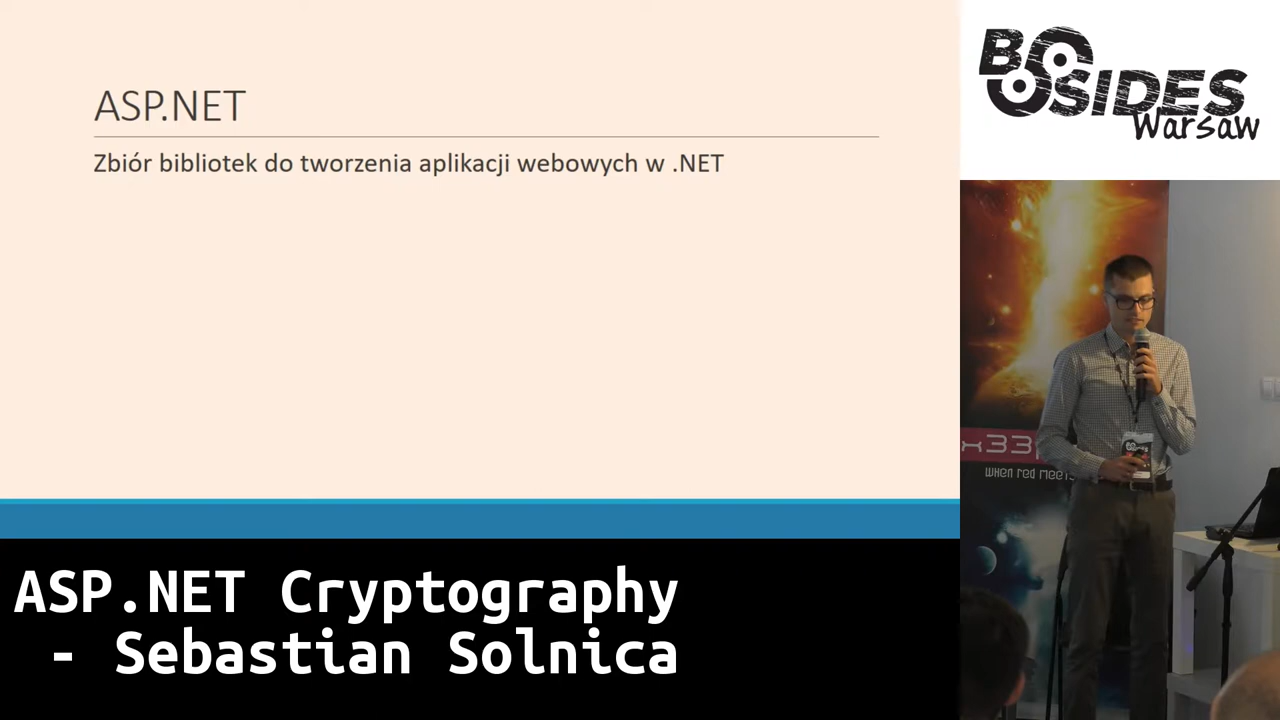 ASP.NET
Zbiór bibliotek do tworzenia aplikacji webowych w .NET
BSIDES
Warsaw
x33f
when red meets
ASP.NET Cryptography
- Sebastian Solnica